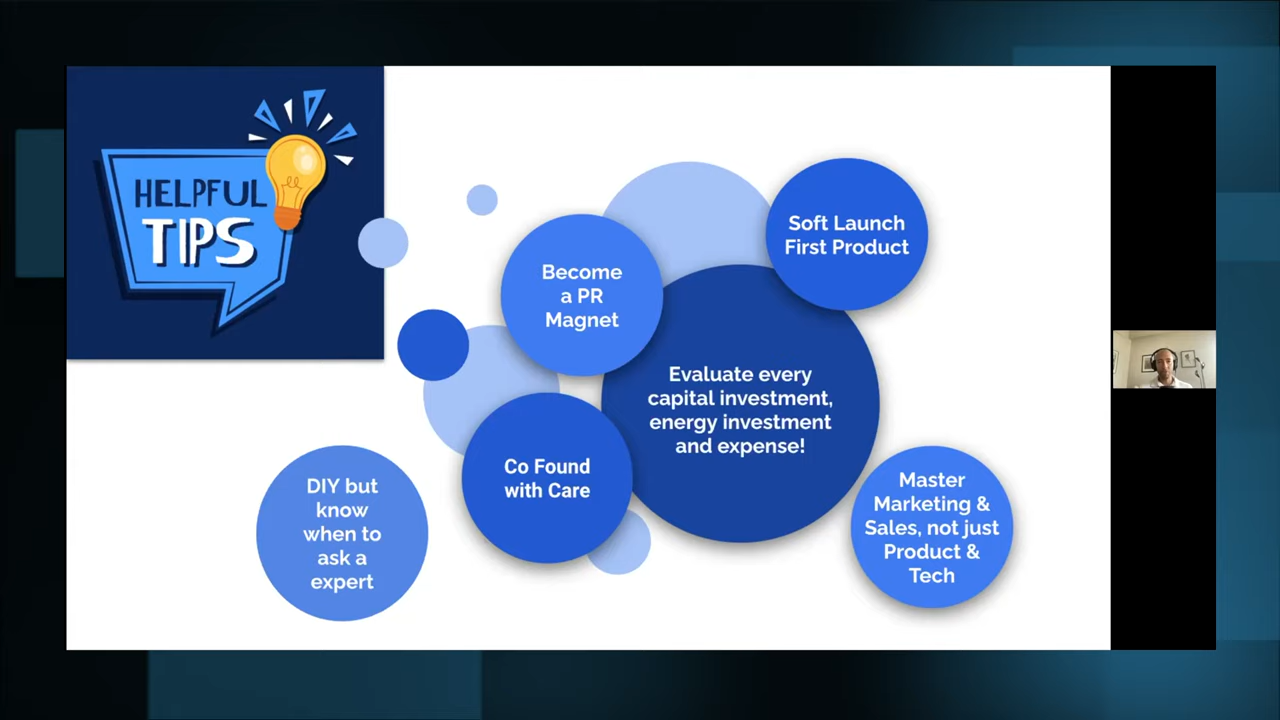 HELPFUL
TIPS
Soft Launch
First Product
Become
a PR
Magnet
Evaluate every
capital investment,
energy investment
and expense!
Co Found
with Care
DIY but
know
when to
ask a
expert
Master
Marketing &
Sales, not just
Product &
Tech